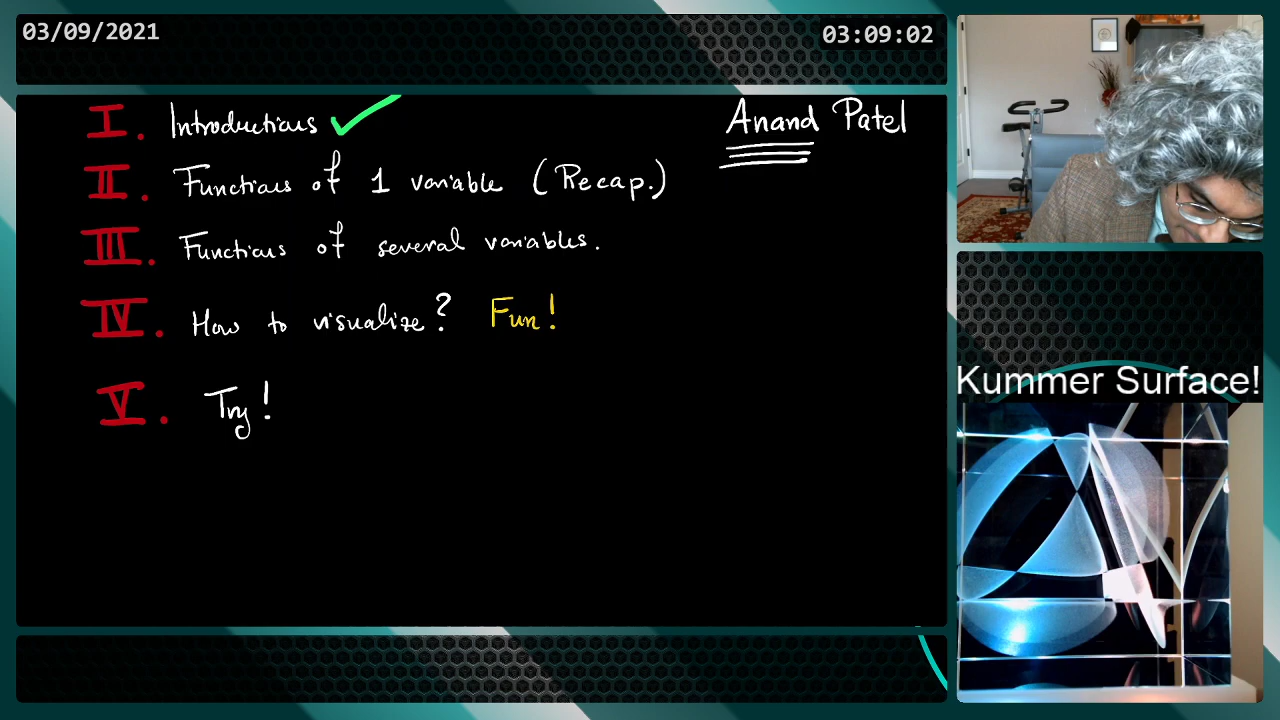 03/09/2021
03:09:02
I. Introductions
Anand Patel
II. Functions of 1 variable (Recap.)
III. Functions of several variables.
IV. How to visualize? Fun!
V. Try!
Kummer Surface!